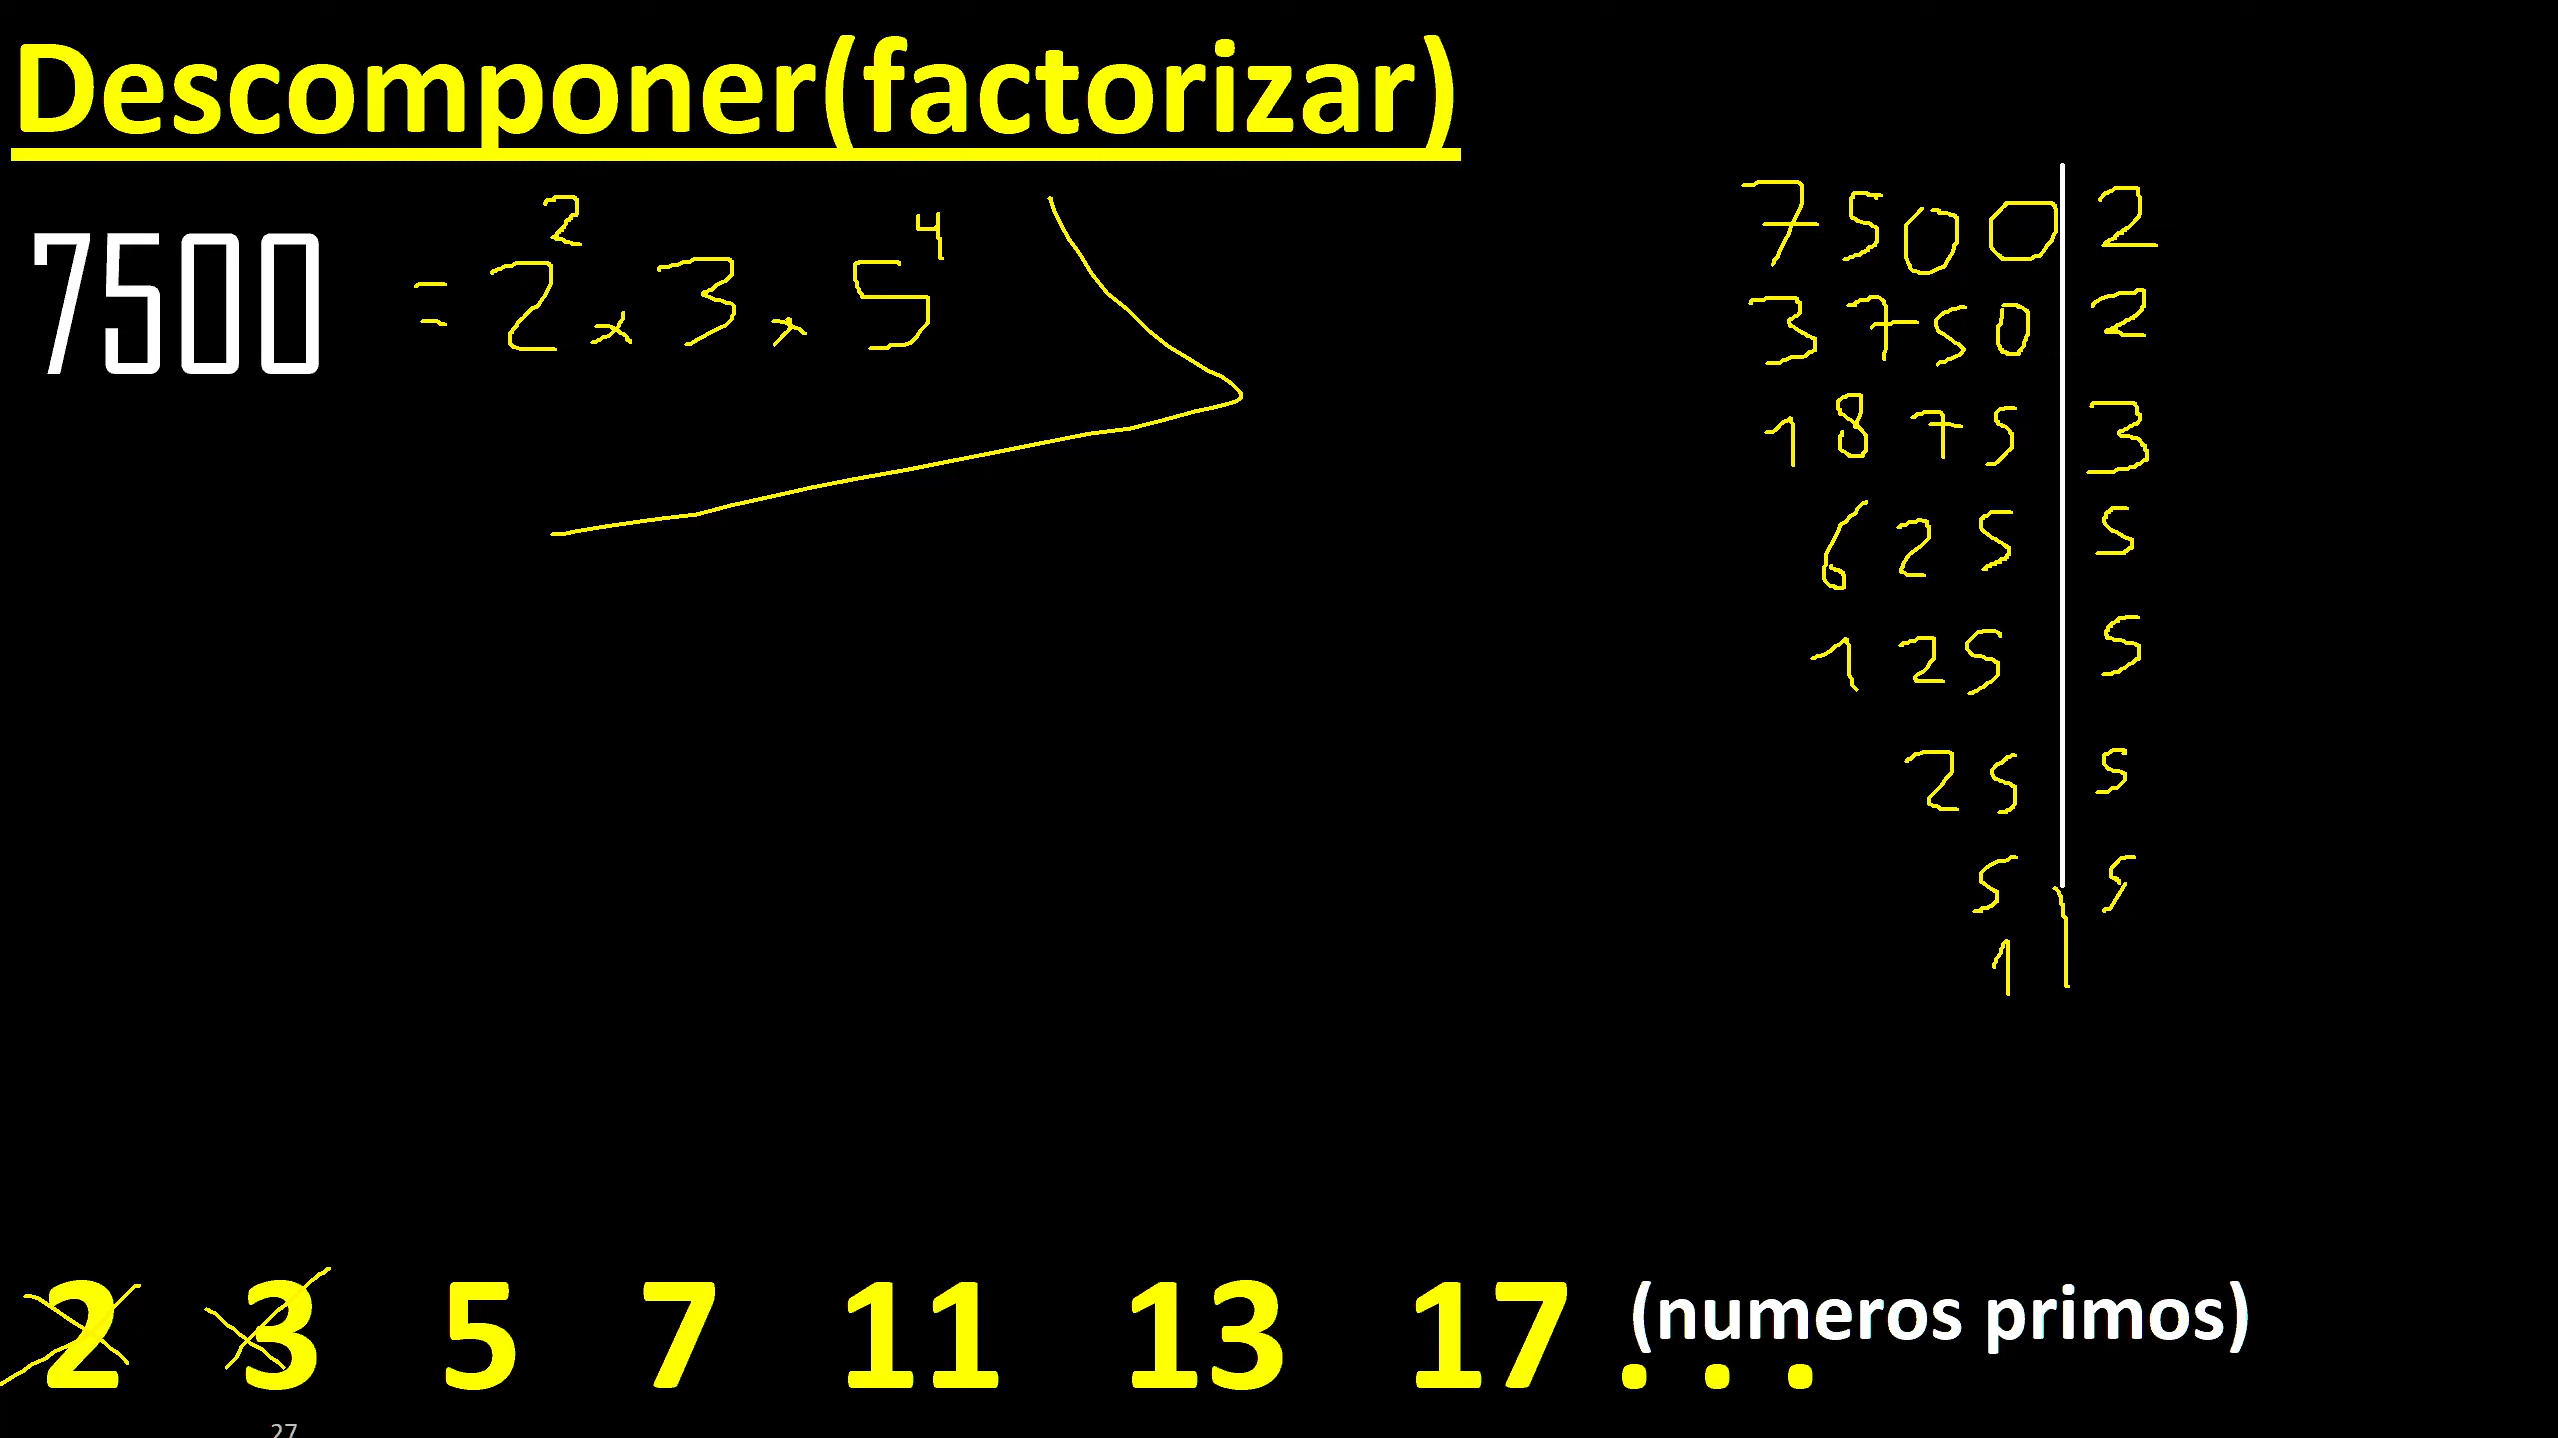 Descomponer(factorizar)
7500 = 2² x 3 x 5⁴
7500 | 2
3750 | 2
1875 | 3
625 | 5
125 | 5
25 | 5
5 | 5
1 |
2 3 5 7 11 13 17 ... (numeros primos)
27